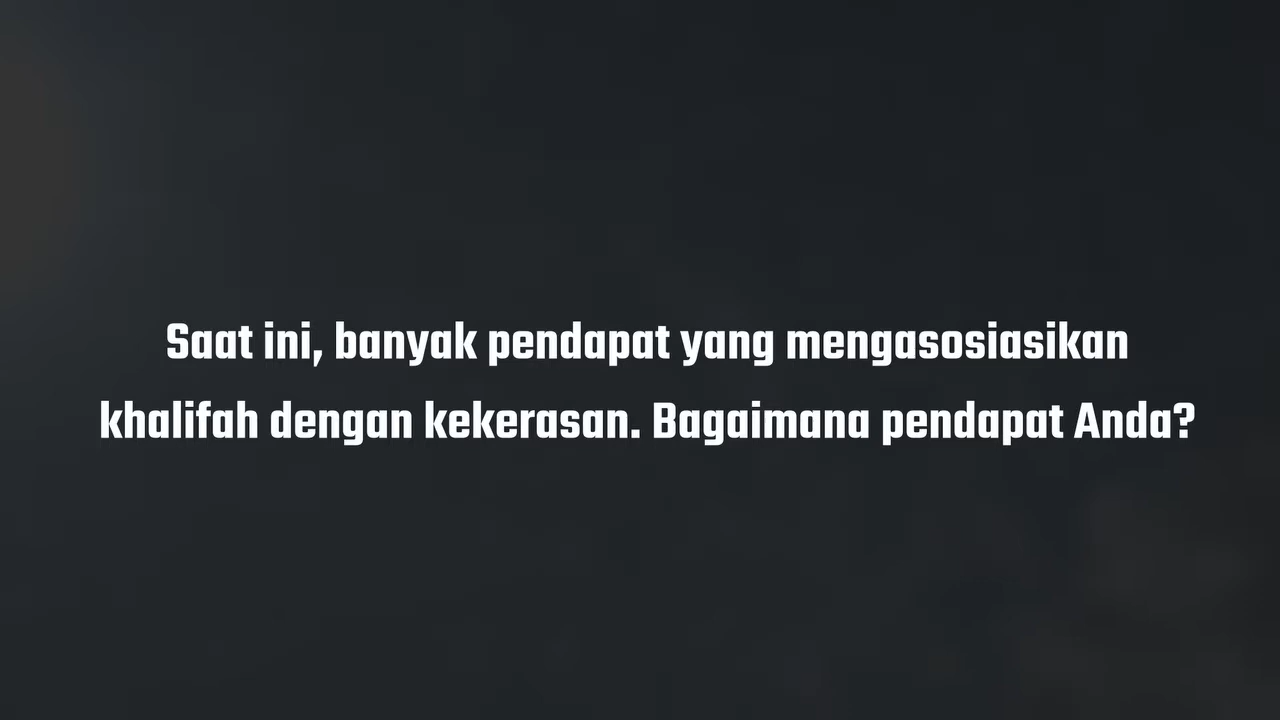 Saat ini, banyak pendapat yang mengasosiasikan
khalifah dengan kekerasan. Bagaimana pendapat Anda?